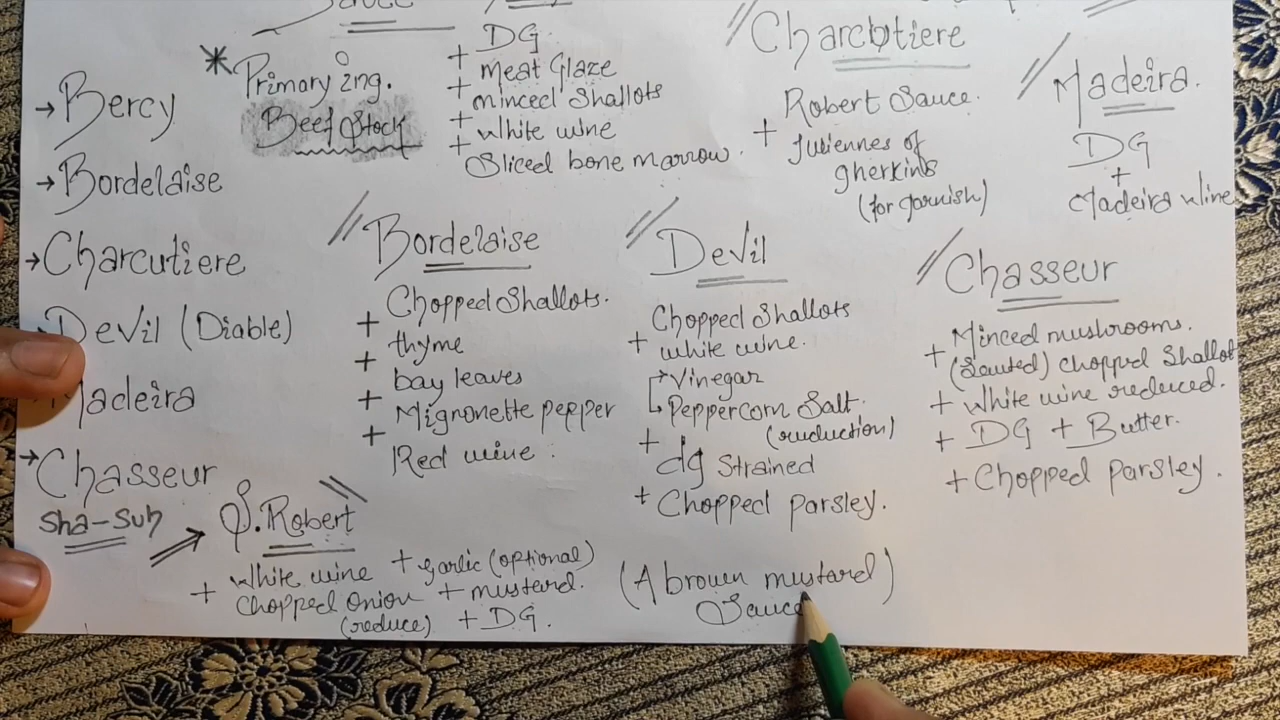 Sauce
→ Bercy
→ Bordelaise
→ Charcutiere
Devil (Diable)
Madeira
→ Chasseur
Sha-Suh
* Primary ing.
Beef Stock
DG.
+ Meat Glaze
+ minced Shallots
+ white wine
+ Sliced bone marrow.
// Charcutiere
Robert Sauce.
+ Juliennes of
gherkins
(for garnish)
// Madeira.
DG
+
Madeira wine
// Bordelaise
Chopped Shallots.
+ thyme
+ bay leaves
+ Mignonette pepper
+ Red wine.
// Devil
Chopped Shallots
+ white wine.
Vinegar
Peppercorn Salt.
(ruduction)
+ dg Strained
+ Chopped parsley.
// Chasseur
Minced mushrooms.
+ (Sauted) chopped Shallot
+ White wine reduced.
+ DG + Butter.
+ Chopped parsley.
⇒ S. Robert
White wine + garlic (optional)
+ Chopped Onion + mustard.
(reduce) + DG.
(A brown mustard)
Sauce